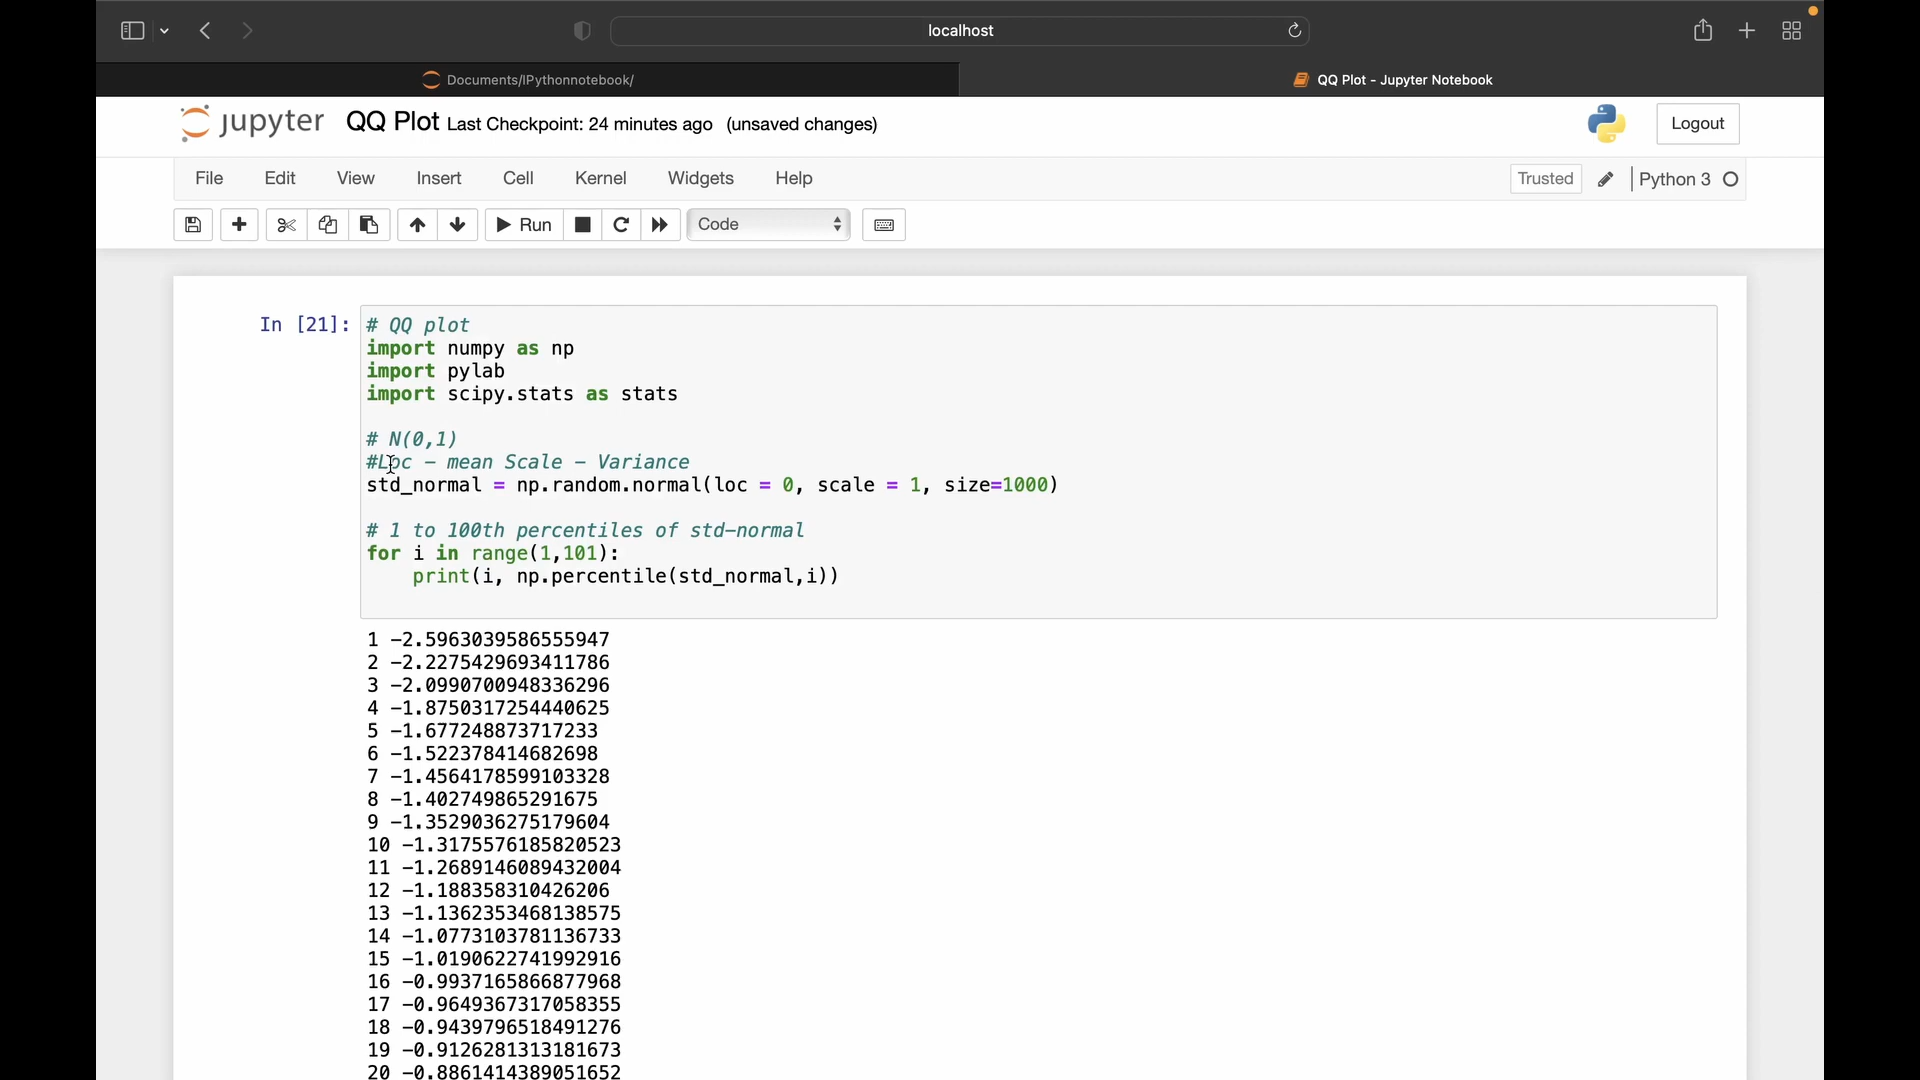 localhost
Documents/IPythonnotebook/
QQ Plot - Jupyter Notebook
jupyter QQ Plot Last Checkpoint: 24 minutes ago (unsaved changes)
Logout
File Edit View Insert Cell Kernel Widgets Help
Trusted Python 3
Run Code
In [21]:
# QQ plot
import numpy as np
import pylab
import scipy.stats as stats
# N(0,1)
#Loc - mean Scale - Variance
std_normal = np.random.normal(loc = 0, scale = 1, size=1000)
# 1 to 100th percentiles of std-normal
for i in range(1,101):
print(i, np.percentile(std_normal,i))
1 -2.5963039586555947
2 -2.2275429693411786
3 -2.0990700948336296
4 -1.8750317254440625
5 -1.677248873717233
6 -1.522378414682698
7 -1.4564178599103328
8 -1.402749865291675
9 -1.3529036275179604
10 -1.3175576185820523
11 -1.2689146089432004
12 -1.188358310426206
13 -1.1362353468138575
14 -1.0773103781136733
15 -1.0190622741992916
16 -0.9937165866877968
17 -0.96493673170583​55
18 -0.9439796518491276
19 -0.9126281313181673
20 -0.8861414389051652